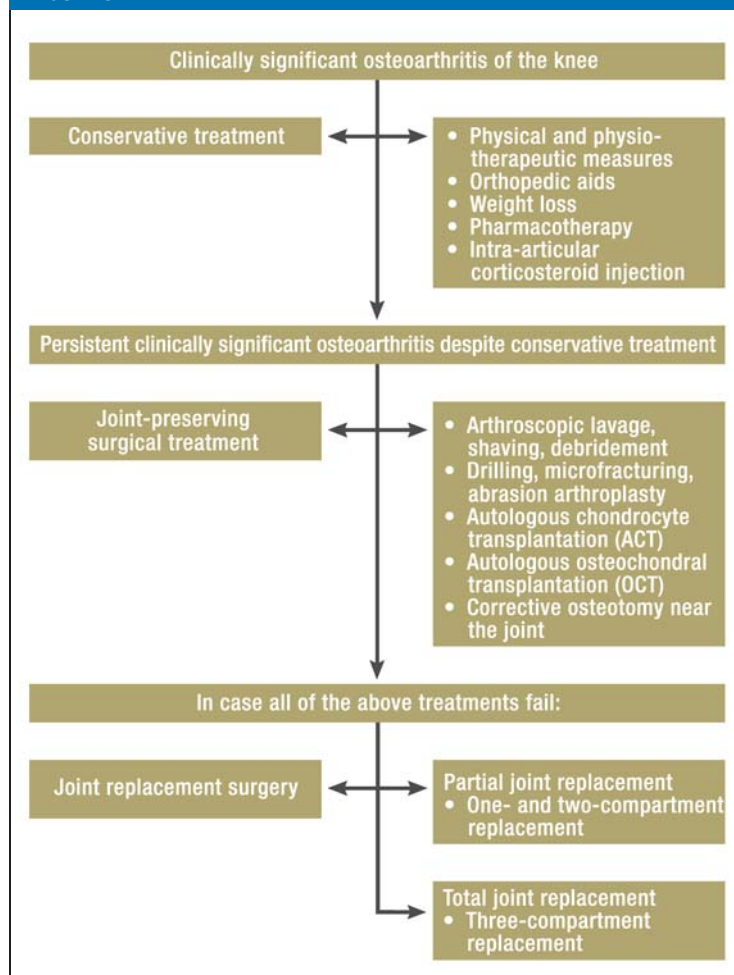 Clinically significant osteoarthritis of the knee
Conservative treatment
• Physical and physio-
therapeutic measures
• Orthopedic aids
• Weight loss
• Pharmacotherapy
• Intra-articular
corticosteroid injection
Persistent clinically significant osteoarthritis despite conservative treatment
Joint-preserving
surgical treatment
• Arthroscopic lavage,
shaving, debridement
• Drilling, microfracturing,
abrasion arthroplasty
• Autologous chondrocyte
transplantation (ACT)
• Autologous osteochondral
transplantation (OCT)
• Corrective osteotomy near
the joint
In case all of the above treatments fail:
Joint replacement surgery
Partial joint replacement
• One- and two-compartment
replacement
Total joint replacement
• Three-compartment
replacement